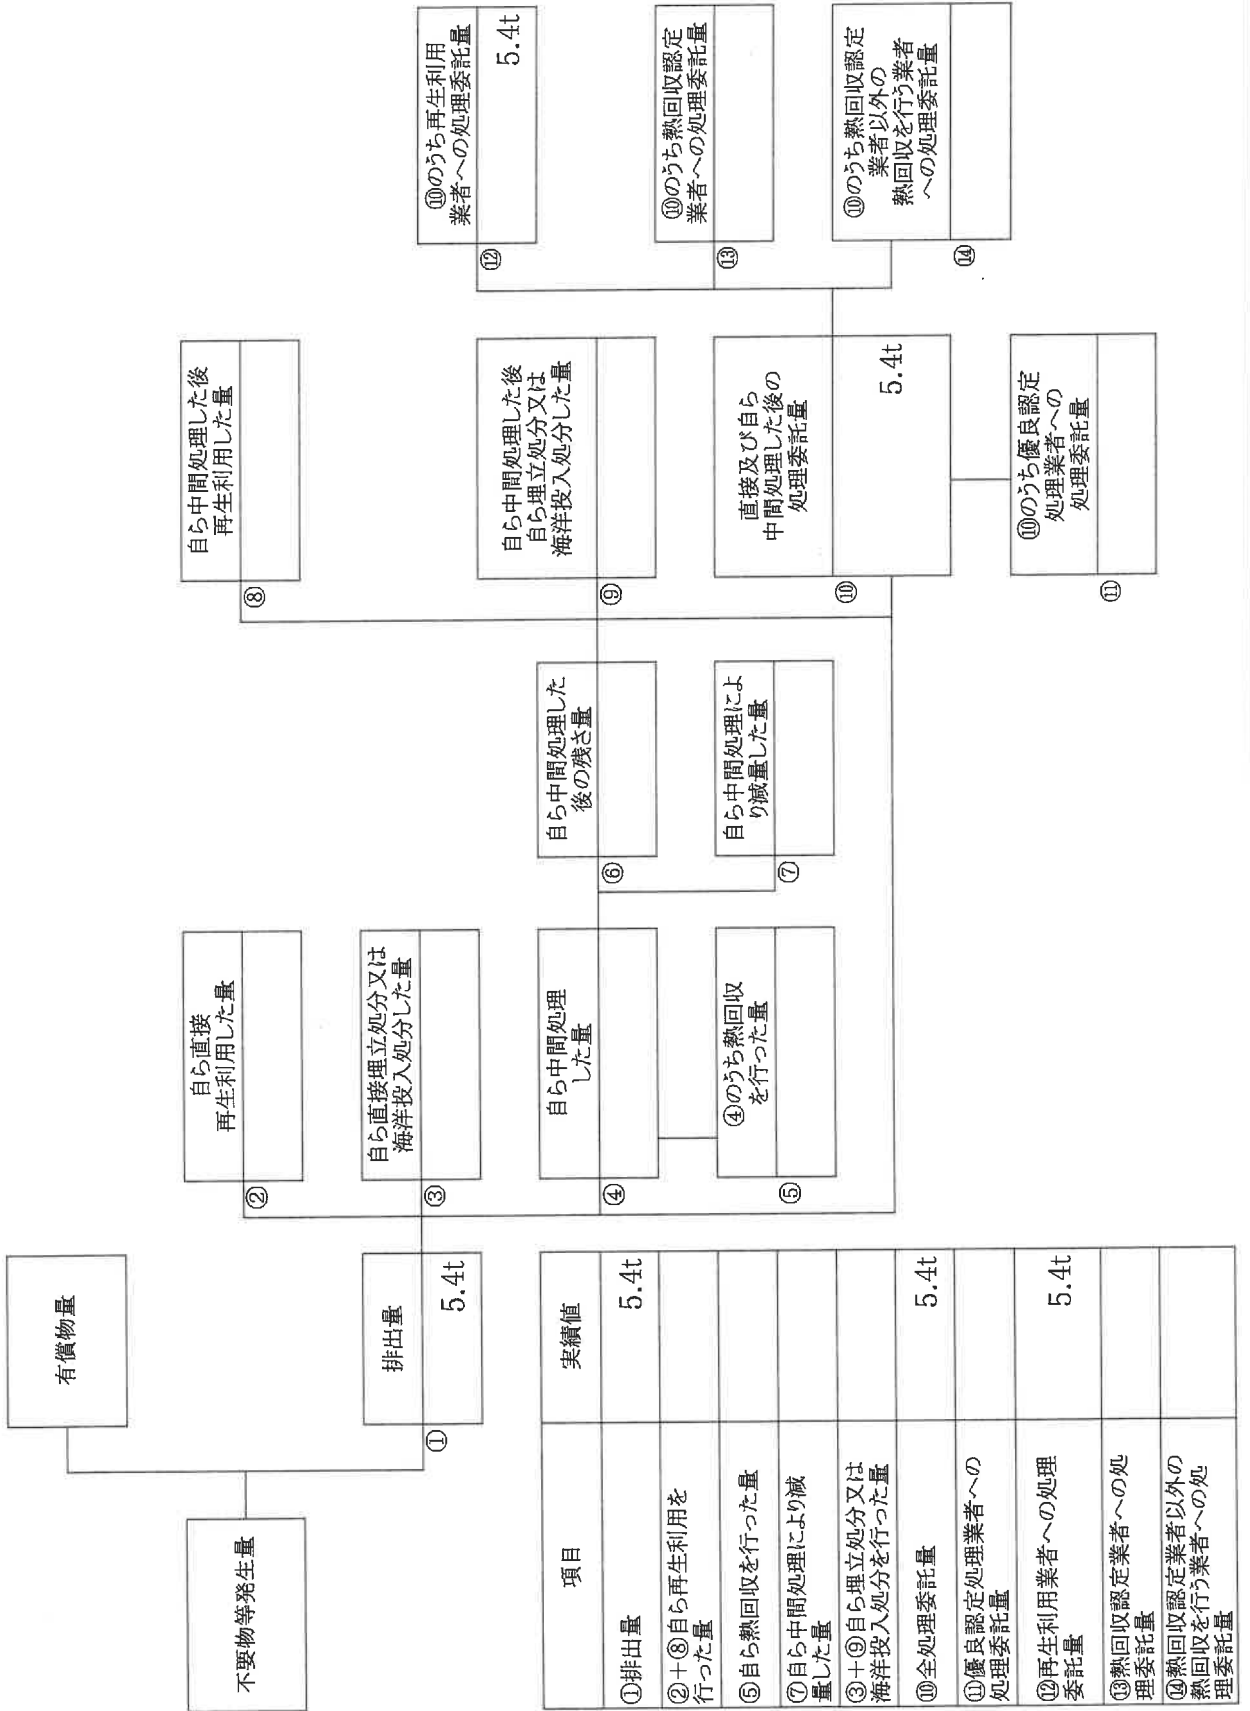 有償物量
不要物等発生量
排出量
①
5.4t
自ら直接
再生利用した量
②
自ら直接埋立処分又は
海洋投入処分した量
③
自ら中間処理
した量
④
④のうち熱回収
を行った量
⑤
自ら中間処理した
後の残さ量
⑥
自ら中間処理によ
り減量した量
⑦
自ら中間処理した後
再生利用した量
⑧
自ら中間処理した後
自ら埋立処分又は
海洋投入処分した量
⑨
直接及び自ら
中間処理した後の
処理委託量
⑩
5.4t
⑩のうち優良認定
処理業者への
処理委託量
⑪
⑩のうち再生利用
業者への処理委託量
⑫
5.4t
⑩のうち熱回収認定
業者への処理委託量
⑬
⑩のうち熱回収認定
業者以外の
熱回収を行う業者
への処理委託量
⑭
項目
実績値
①排出量
5.4t
②+⑧自ら再生利用を
行った量
⑤自ら熱回収を行った量
⑦自ら中間処理により減
量した量
③+⑨自ら埋立処分又は
海洋投入処分を行った量
⑩全処理委託量
5.4t
⑪優良認定処理業者への
処理委託量
⑫再生利用業者への処理
委託量
5.4t
⑬熱回収認定業者への処
理委託量
⑭熱回収認定業者以外の
熱回収を行う業者への処
理委託量